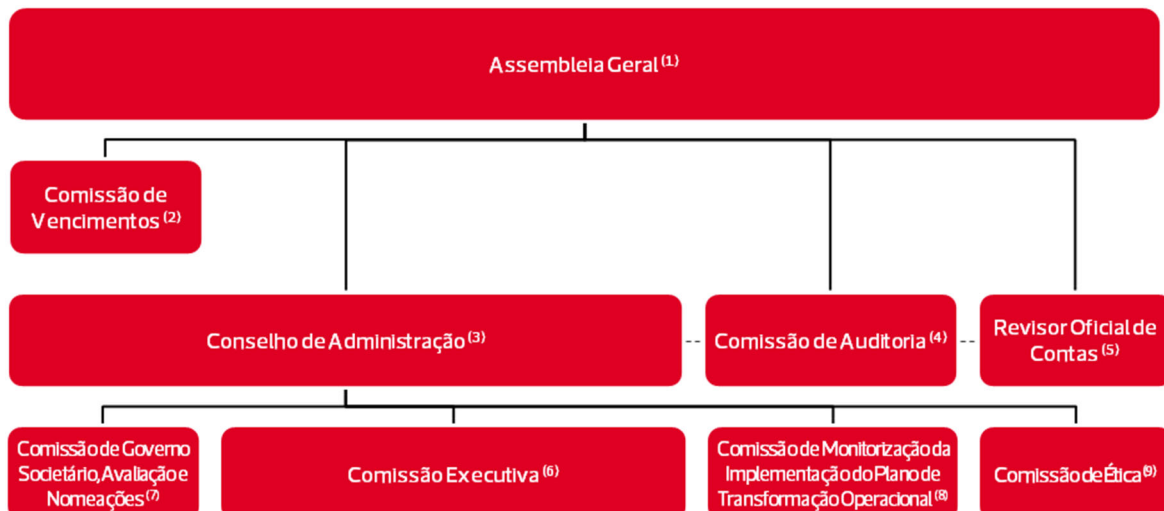 Assembleia Geral (1)
Comissão de
Vencimentos (2)
Conselho de Administração (3)
Comissão de Auditoria (4)
Revisor Oficial de
Contas (5)
Comissão de Governo
Societário, Avaliação e
Nomeações (7)
Comissão Executiva (6)
Comissão de Monitorização da
Implementação do Plano de
Transformação Operacional (8)
Comissão de Ética (9)